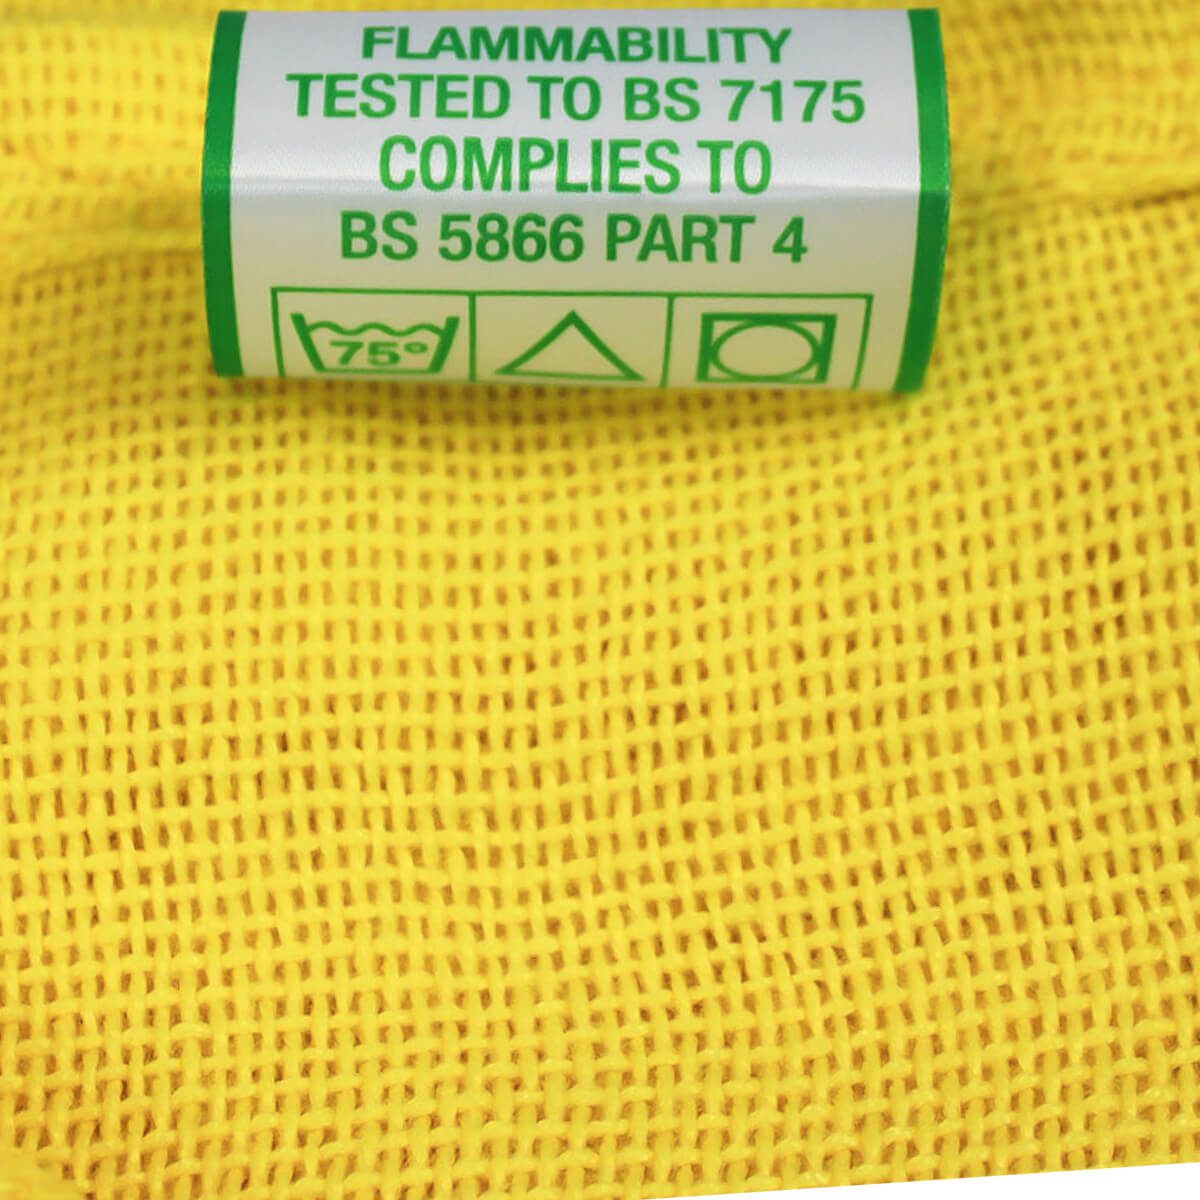 FLAMMABILITY
TESTED TO BS 7175
COMPLIES TO
BS 5866 PART 4
75°